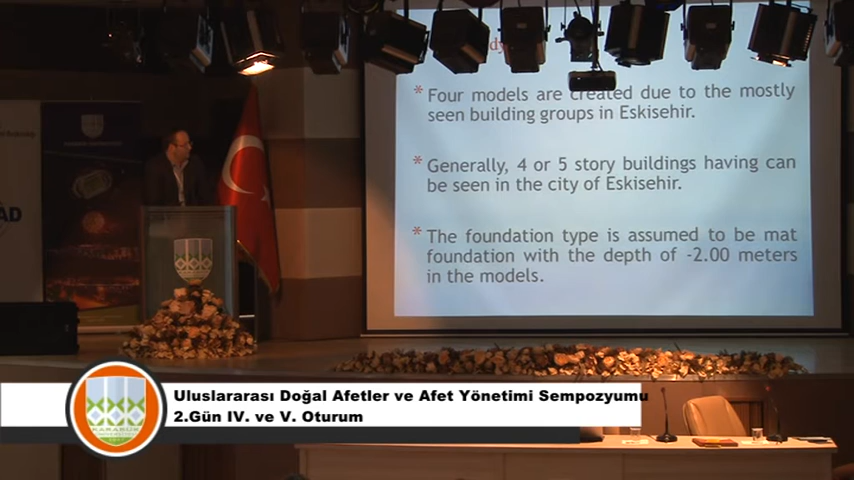 * Four models are created due to the mostly
seen building groups in Eskisehir.
* Generally, 4 or 5 story buildings having can
be seen in the city of Eskisehir.
* The foundation type is assumed to be mat
foundation with the depth of -2.00 meters
in the models.
AD
Uluslararası Doğal Afetler ve Afet Yönetimi Sempozyumu
2.Gün IV. ve V. Oturum
KARABÜK